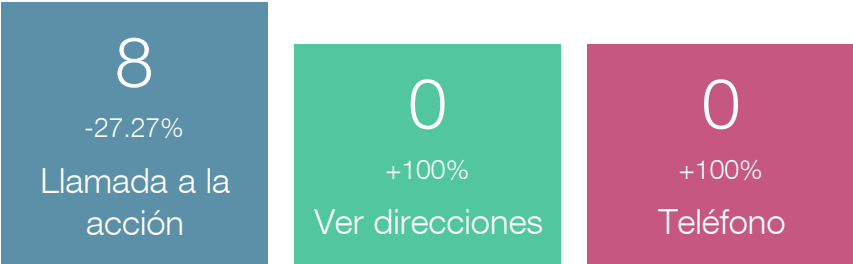 8
-27.27%
Llamada a la
acción
0
+100%
Ver direcciones
0
+100%
Teléfono